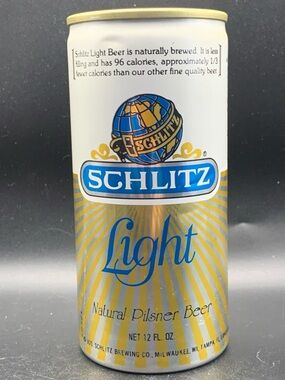 Schlitz Light Beer is naturally brewed. It is less
filling and has 96 calories, approximately 1/3
fewer calories than our other fine quality beer
SCHLITZ
SCHLITZ
Light
Natural Pilsner Beer
NET 12 FL. OZ.
SCHLITZ BREWING CO., MILWAUKEE, WI, TAMPA,